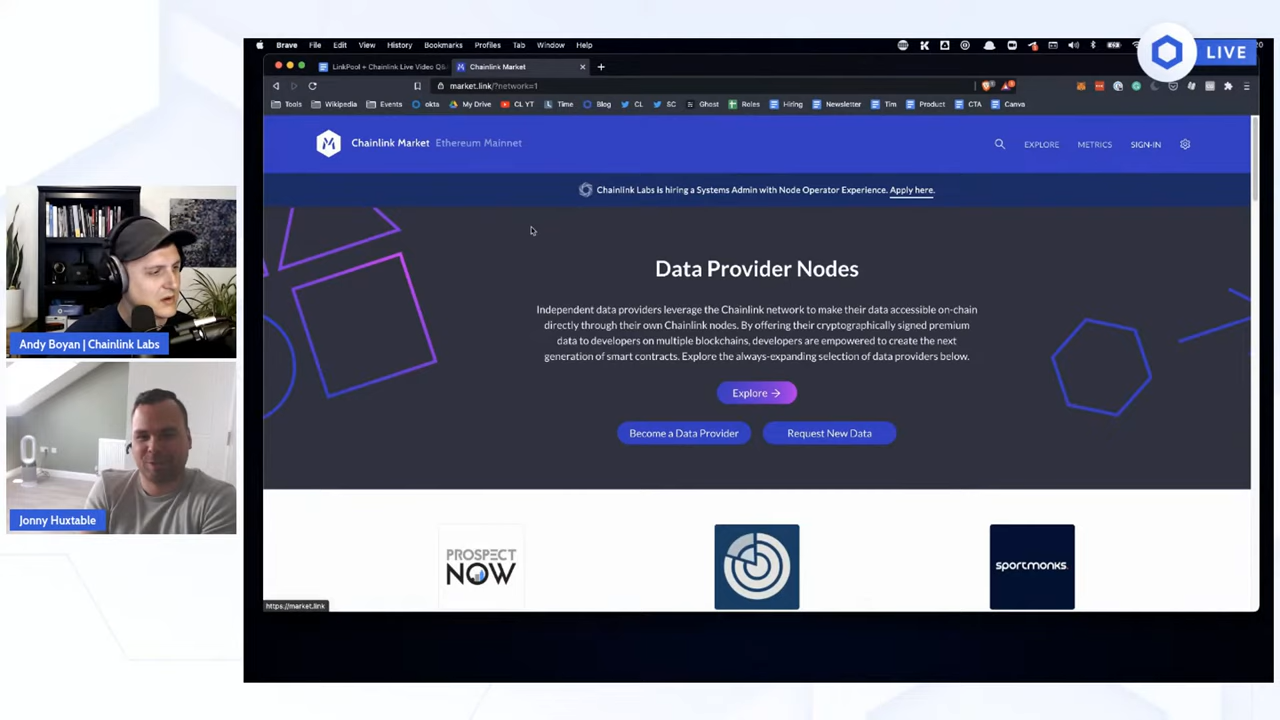 Brave File Edit View History Bookmarks Profiles Tab Window Help
LIVE
LinkPool + Chainlink Live Video Q&
Chainlink Market
market.link/?network=1
Tools Wikipedia Events okta My Drive CL YT Time Blog CL SC Ghost Roles Hiring Newsletter Tim Product CTA Canva
M Chainlink Market Ethereum Mainnet
EXPLORE METRICS SIGN-IN
Chainlink Labs is hiring a Systems Admin with Node Operator Experience. Apply here.
Data Provider Nodes
Independent data providers leverage the Chainlink network to make their data accessible on-chain
directly through their own Chainlink nodes. By offering their cryptographically signed premium
data to developers on multiple blockchains, developers are empowered to create the next
generation of smart contracts. Explore the always-expanding selection of data providers below.
Explore →
Become a Data Provider
Request New Data
PROSPECT
NOW
sportmonks
https://market.link
Andy Boyan | Chainlink Labs
Jonny Huxtable